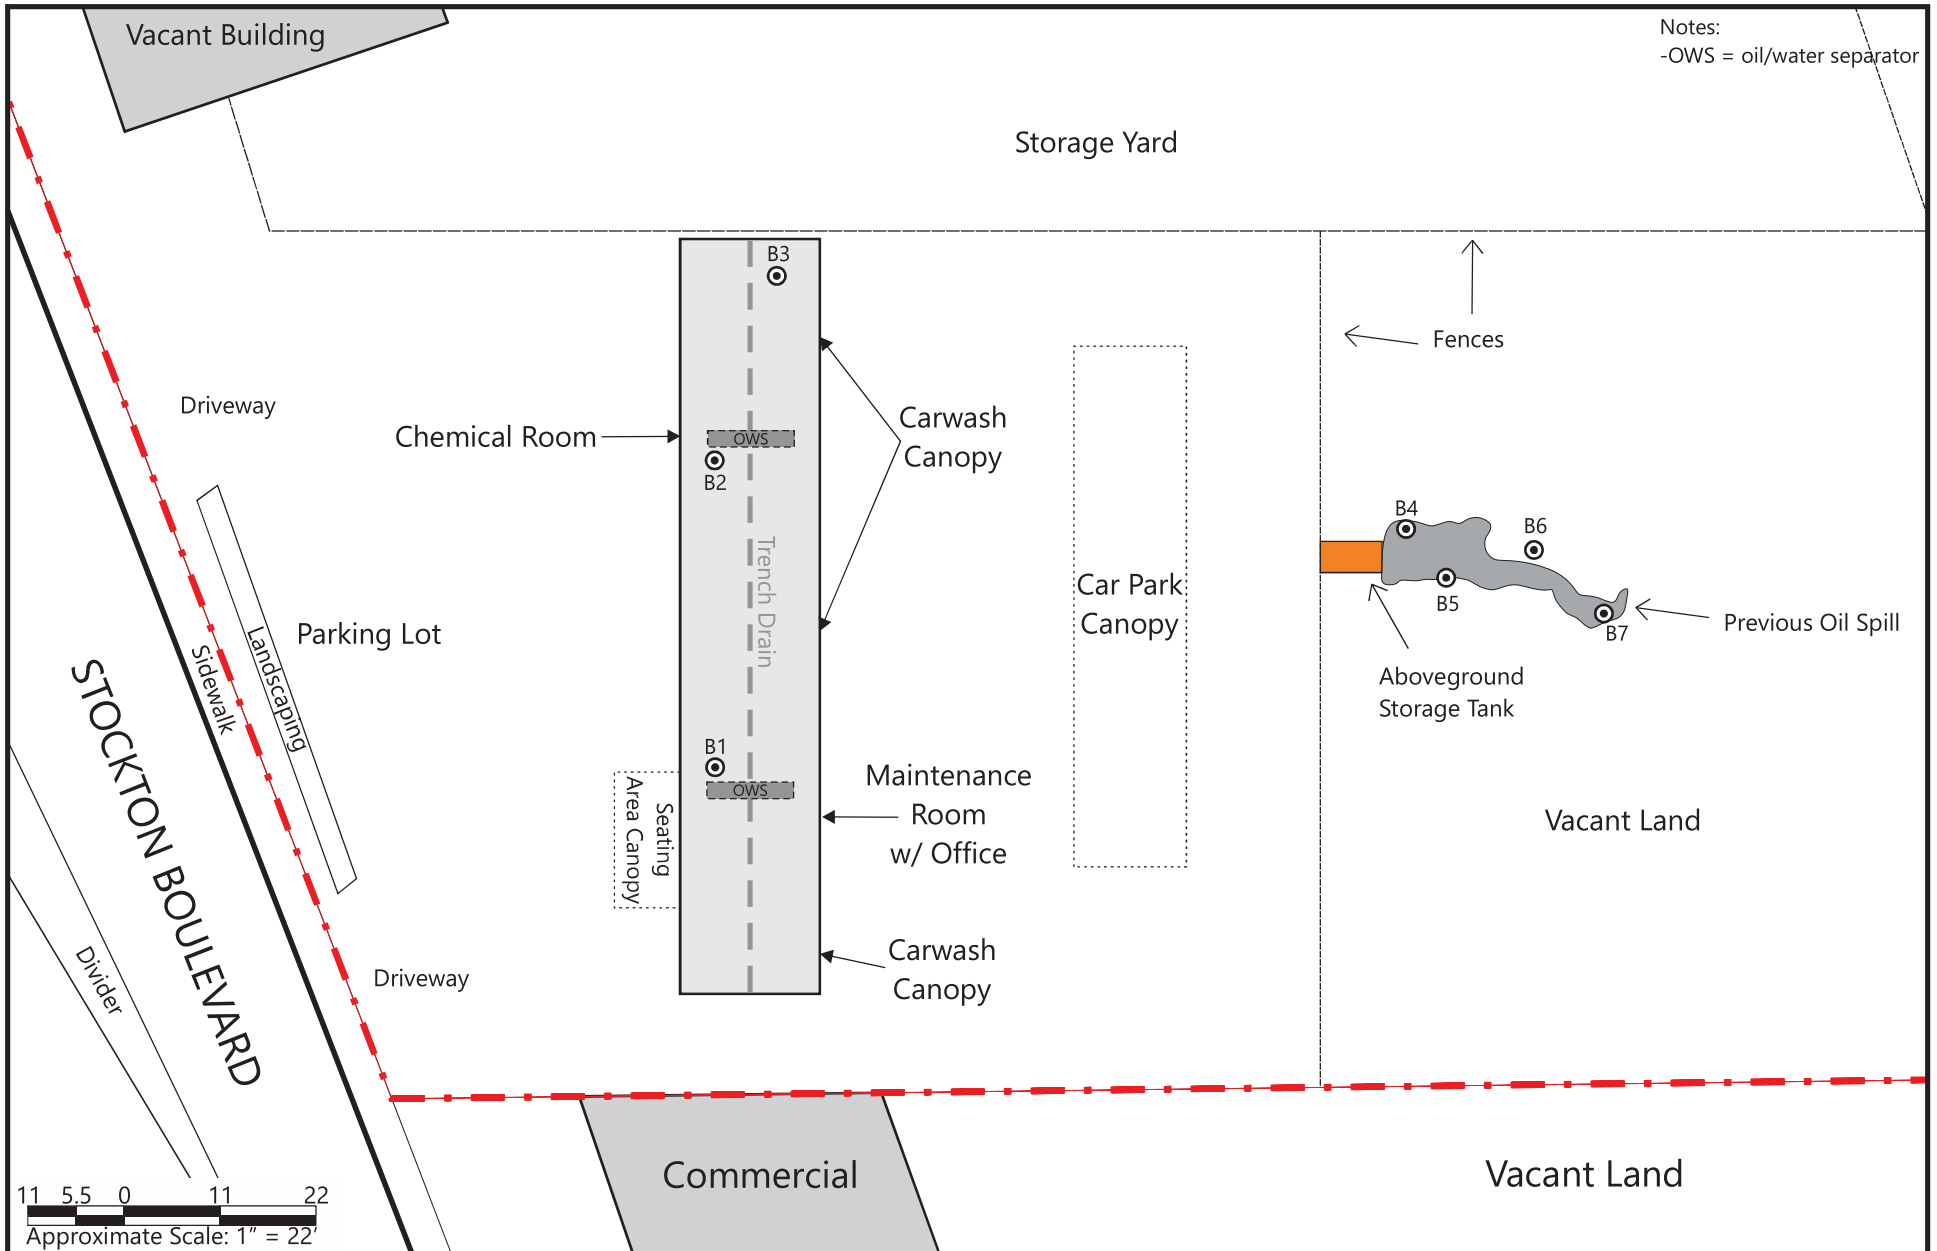 Vacant Building
Notes:
-OWS = oil/water separator
Storage Yard
B3
Fences
Driveway
Chemical Room
OWS
B2
Carwash
Canopy
Trench Drain
B4
B6
B5
B7
Previous Oil Spill
Car Park
Canopy
Aboveground
Storage Tank
Parking Lot
Landscaping
Sidewalk
STOCKTON BOULEVARD
B1
OWS
Seating
Area Canopy
Maintenance
Room
w/ Office
Vacant Land
Carwash
Canopy
Driveway
Divider
Commercial
Vacant Land
11 5.5 0 11 22
Approximate Scale: 1" = 22'